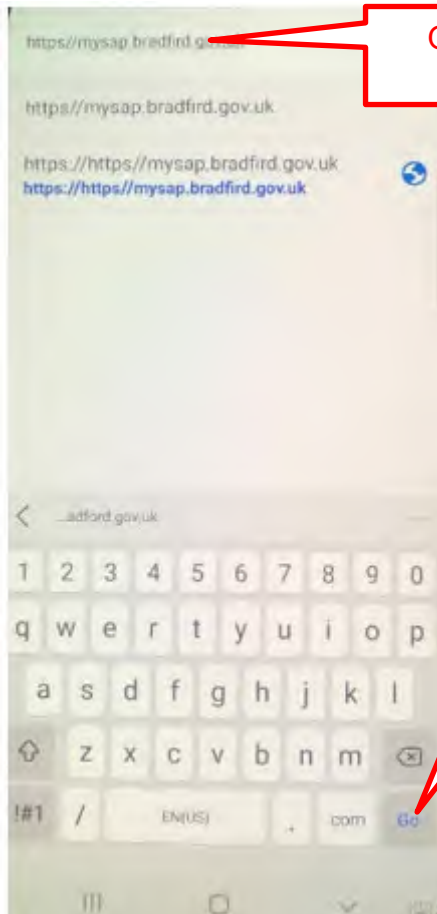 https//mysap.bradfird.go
https//mysap.bradfird.gov.uk
https://https//mysap.bradfird.gov.uk
https://https//mysap.bradfird.gov.uk
...adford.gov.uk
1 2 3 4 5 6 7 8 9 0
q w e r t y u i o p
a s d f g h j k l
z x c v b n m
!#1 / EN(US) . com Go